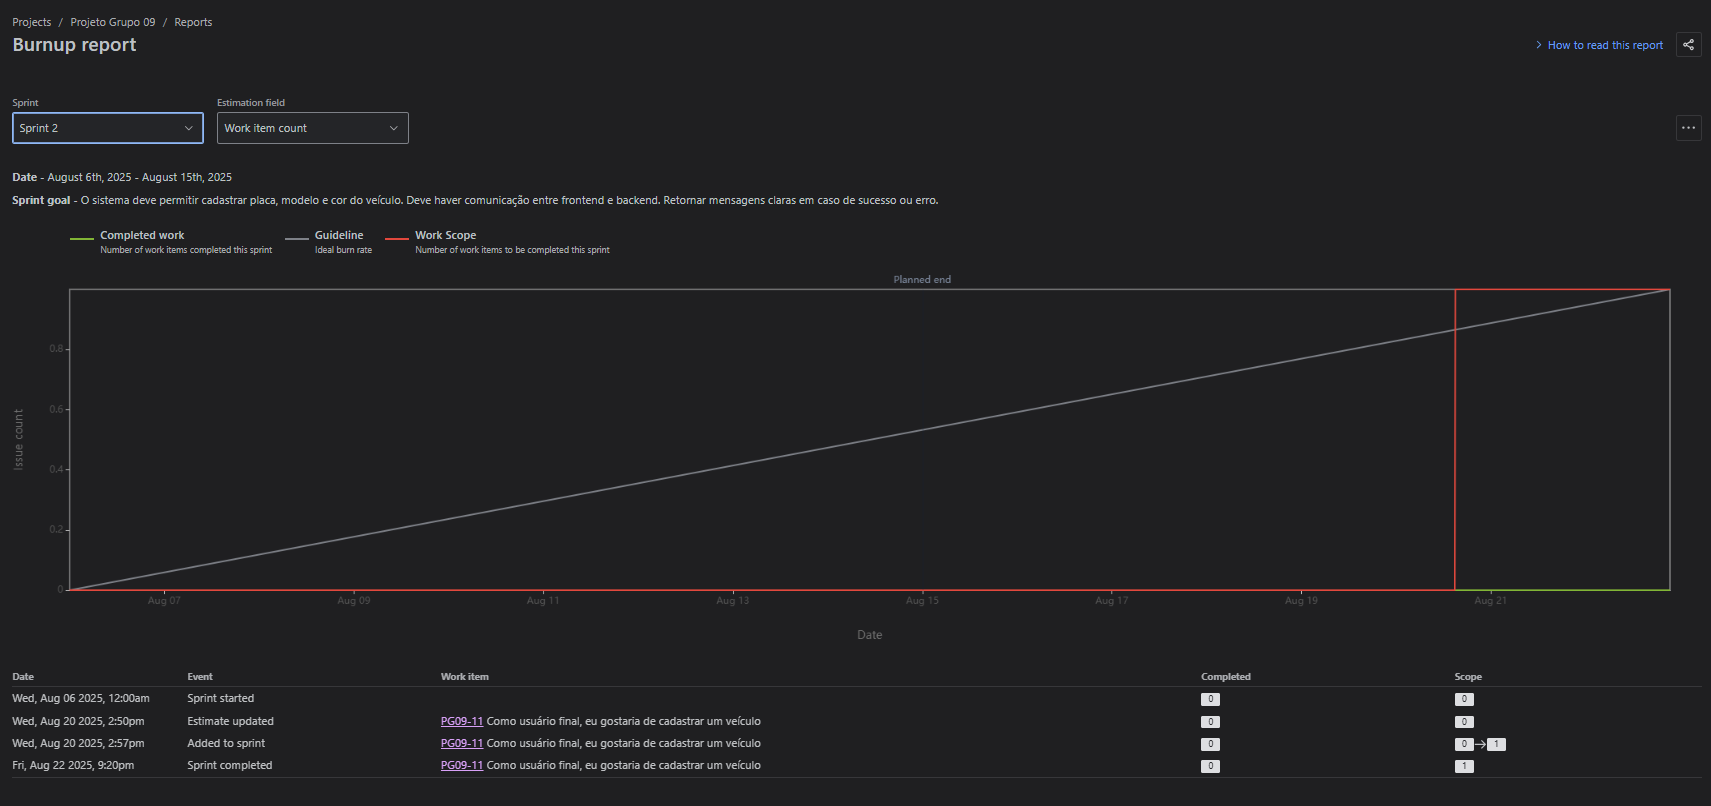 Projects / Projeto Grupo 09 / Reports
Burnup report
How to read this report
Sprint
Estimation field
Sprint 2
Work item count
Date - August 6th, 2025 - August 15th, 2025
Sprint goal - O sistema deve permitir cadastrar placa, modelo e cor do veículo. Deve haver comunicação entre frontend e backend. Retornar mensagens claras em caso de sucesso ou erro.
Completed work
Number of work items completed this sprint
Guideline
Ideal burn rate
Work Scope
Number of work items to be completed this sprint
Planned end
0.8
0.6
0.4
0.2
0
Issue count
Aug 07 Aug 09 Aug 11 Aug 13 Aug 15 Aug 17 Aug 19 Aug 21
Date
Date Event Work item Completed Scope
Wed, Aug 06 2025, 12:00am Sprint started 0 0
Wed, Aug 20 2025, 2:50pm Estimate updated PG09-11 Como usuário final, eu gostaria de cadastrar um veículo 0 0
Wed, Aug 20 2025, 2:57pm Added to sprint PG09-11 Como usuário final, eu gostaria de cadastrar um veículo 0 0→1
Fri, Aug 22 2025, 9:20pm Sprint completed PG09-11 Como usuário final, eu gostaria de cadastrar um veículo 0 1